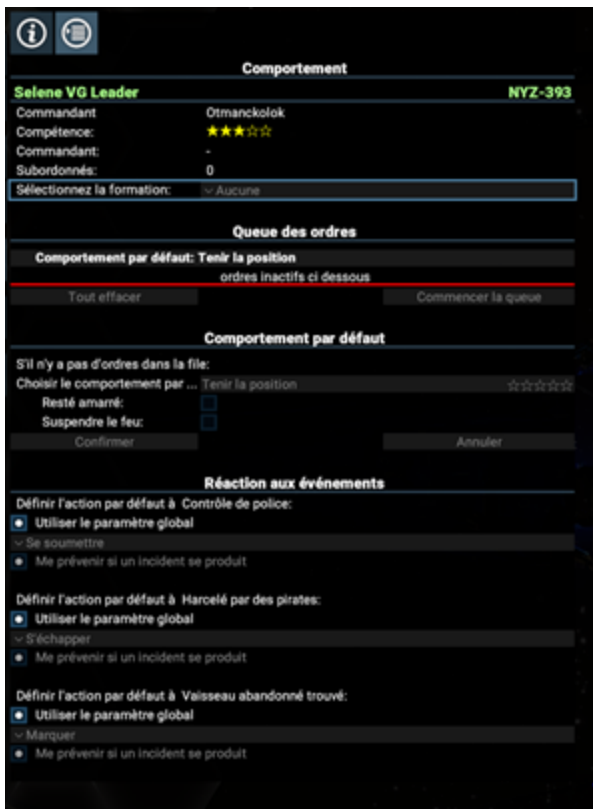 Comportement
Selene VG Leader NYZ-393
Commandant Otmanckolok
Compétence: ★★★☆☆
Commandant: -
Subordonnés: 0
Sélectionnez la formation: Aucune
Queue des ordres
Comportement par défaut: Tenir la position
ordres inactifs ci dessous
Tout effacer Commencer la queue
Comportement par défaut
S'il n'y a pas d'ordres dans la file:
Choisir le comportement par ... Tenir la position ☆☆☆☆☆
Resté amarré:
Suspendre le feu:
Confirmer Annuler
Réaction aux événements
Définir l'action par défaut à Contrôle de police:
Utiliser le paramètre global
Se soumettre
Me prévenir si un incident se produit
Définir l'action par défaut à Harcelé par des pirates:
Utiliser le paramètre global
S'échapper
Me prévenir si un incident se produit
Définir l'action par défaut à Vaisseau abandonné trouvé:
Utiliser le paramètre global
Marquer
Me prévenir si un incident se produit